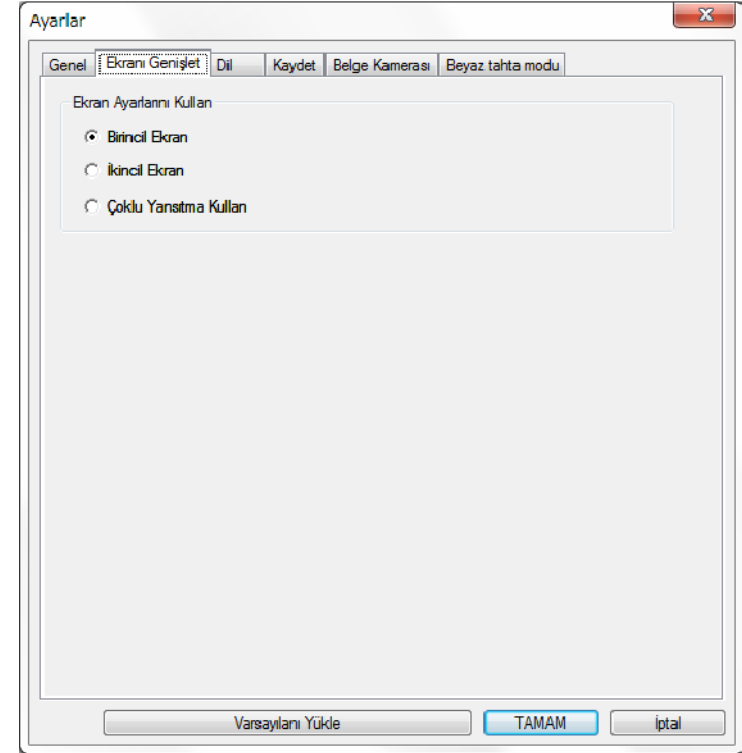 Ayarlar
Genel Ekranı Genişlet Dil Kaydet Belge Kamerası Beyaz tahta modu
Ekran Ayarlarını Kullan
Birincil Ekran
İkincil Ekran
Çoklu Yansıtma Kullan
Varsayılanı Yükle TAMAM İptal